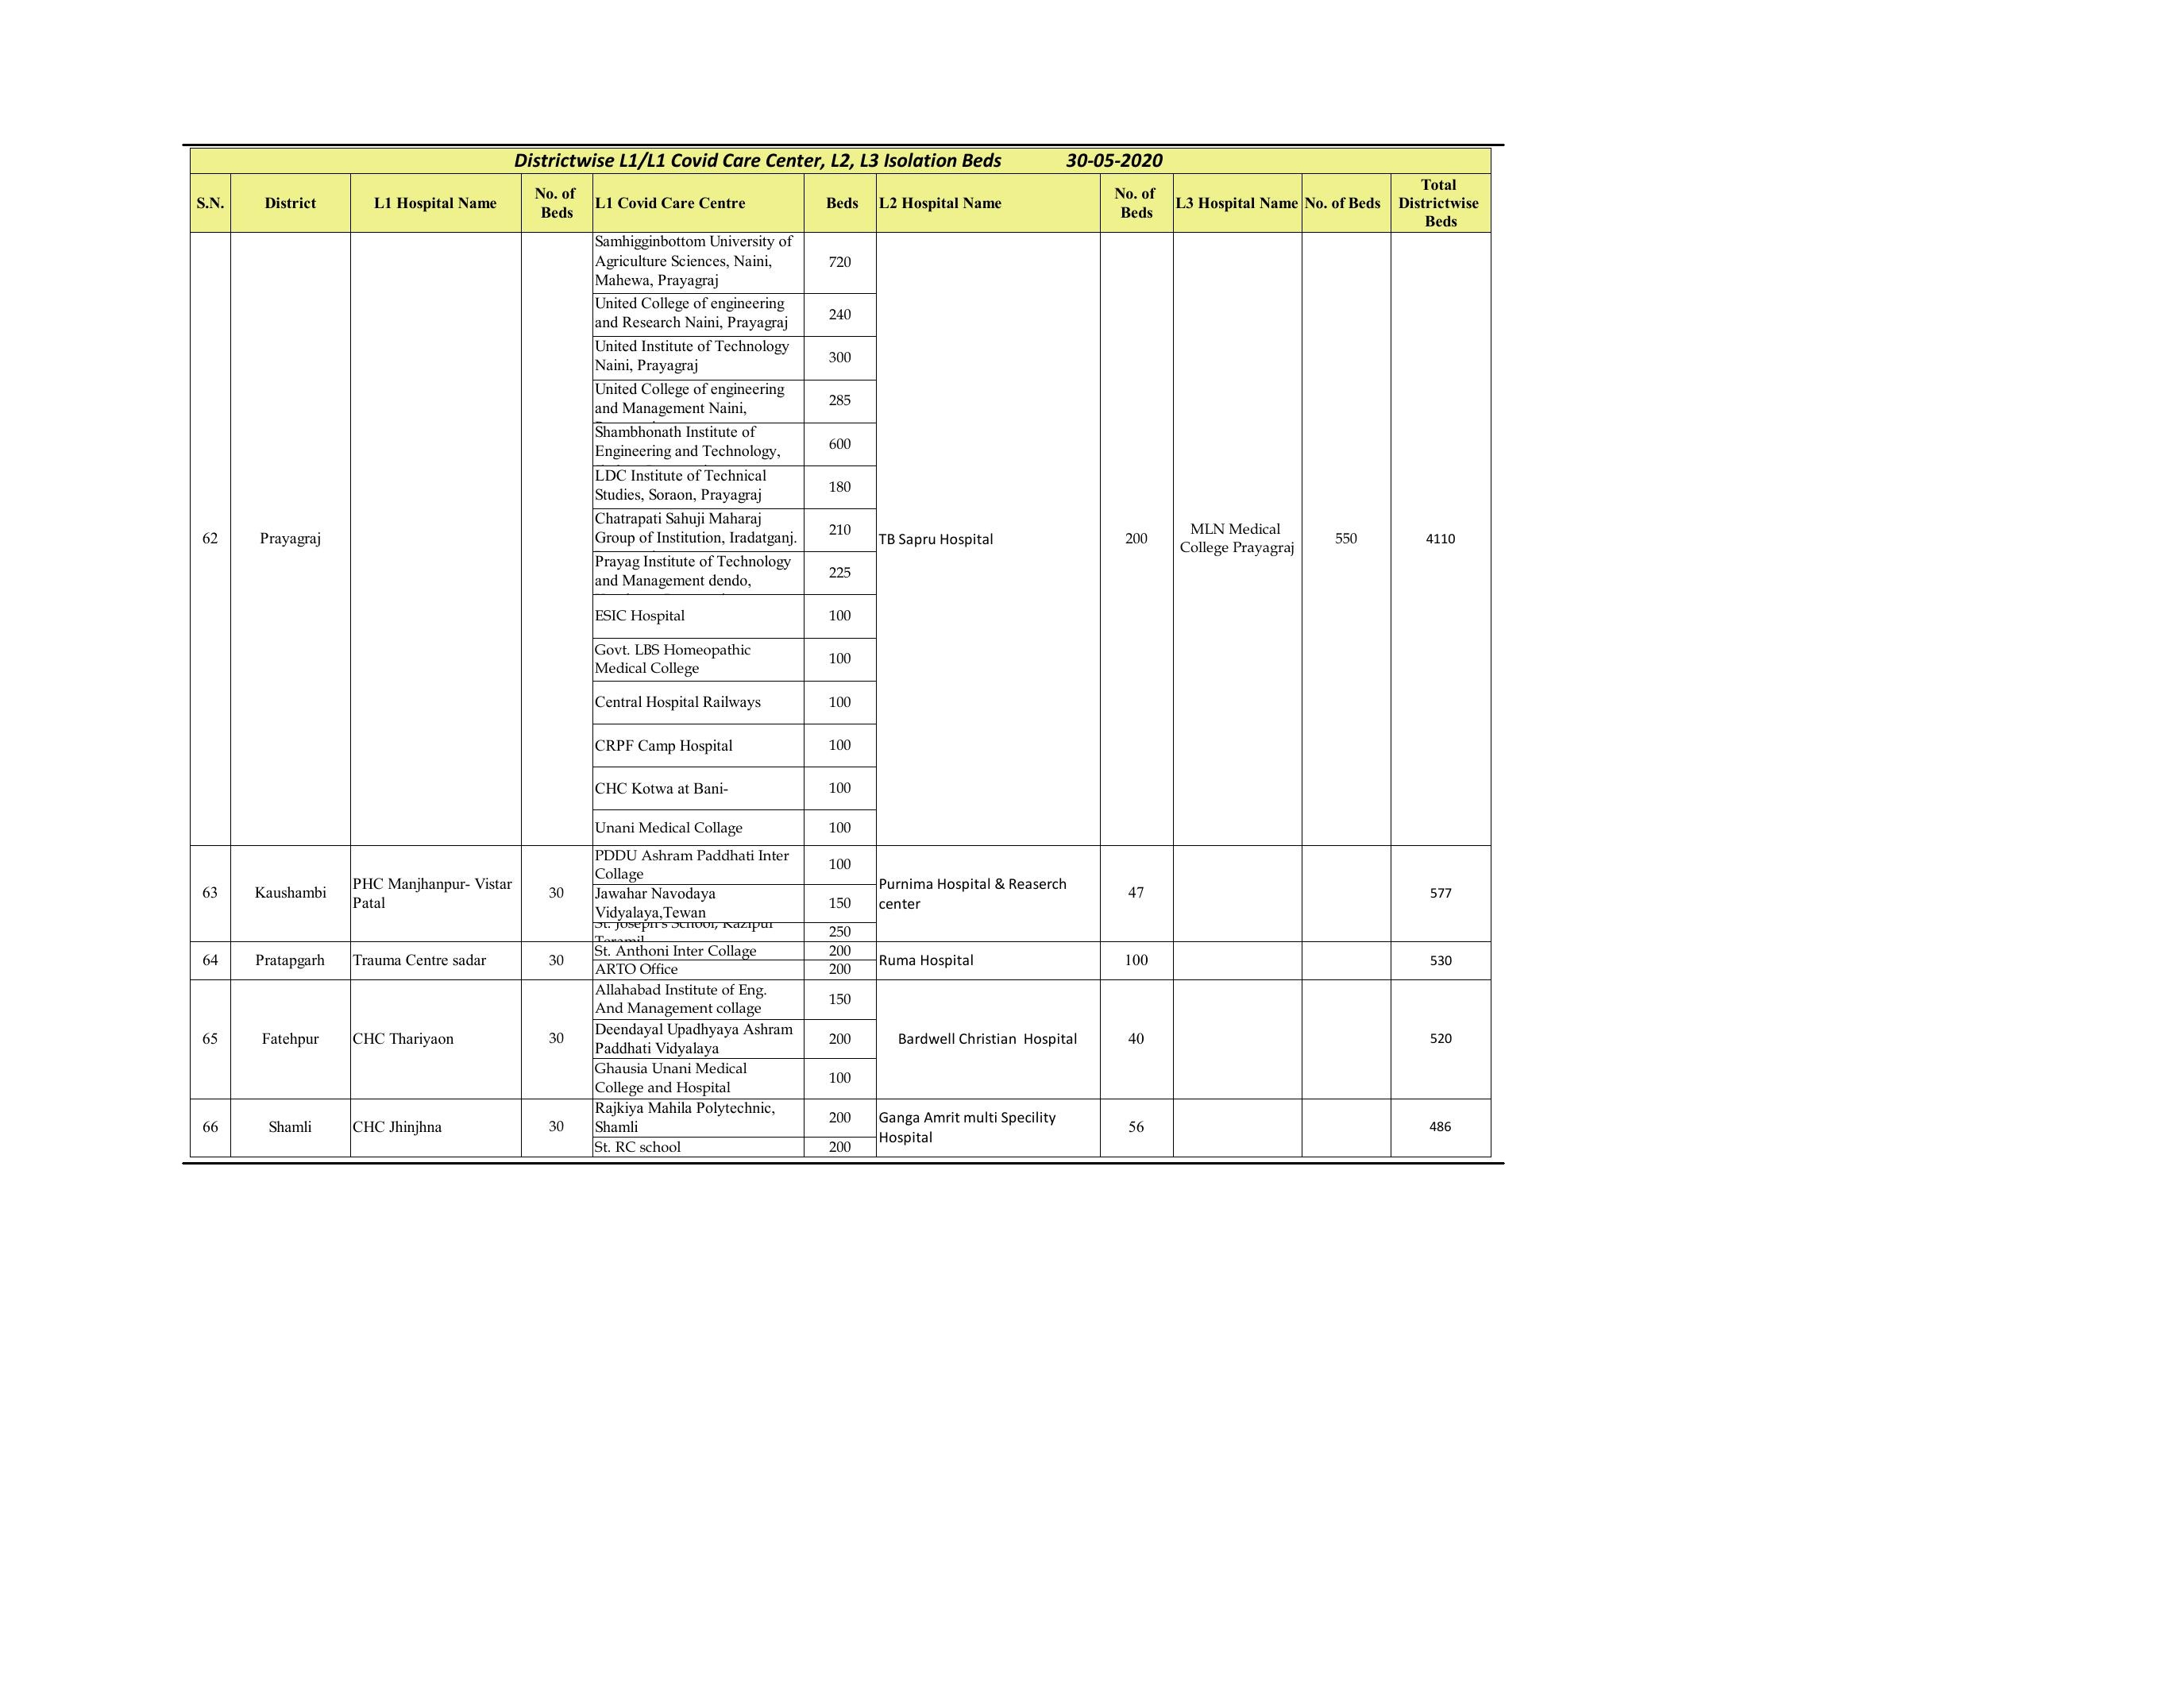 Districtwise L1/L1 Covid Care Center, L2, L3 Isolation Beds 30-05-2020
S.N. District L1 Hospital Name No. of Beds L1 Covid Care Centre Beds L2 Hospital Name No. of Beds L3 Hospital Name No. of Beds Total Districtwise Beds
62 Prayagraj
Samhigginbottom University of
Agriculture Sciences, Naini,
Mahewa, Prayagraj
720
United College of engineering
and Research Naini, Prayagraj
240
United Institute of Technology
Naini, Prayagraj
300
United College of engineering
and Management Naini,
285
Shambhonath Institute of
Engineering and Technology,
600
LDC Institute of Technical
Studies, Soraon, Prayagraj
180
Chatrapati Sahuji Maharaj
Group of Institution, Iradatganj.
210
Prayag Institute of Technology
and Management dendo,
225
ESIC Hospital 100
Govt. LBS Homeopathic
Medical College
100
Central Hospital Railways 100
CRPF Camp Hospital 100
CHC Kotwa at Bani- 100
Unani Medical Collage 100
TB Sapru Hospital 200
MLN Medical
College Prayagraj
550 4110
63 Kaushambi
PHC Manjhanpur- Vistar
Patal
30
PDDU Ashram Paddhati Inter
Collage
100
Jawahar Navodaya
Vidyalaya,Tewan
150
St. Joseph's School, Kazipur
250
Purnima Hospital & Reaserch
center
47 577
64 Pratapgarh Trauma Centre sadar 30
St. Anthoni Inter Collage 200
ARTO Office 200
Ruma Hospital 100 530
65 Fatehpur CHC Thariyaon 30
Allahabad Institute of Eng.
And Management collage
150
Deendayal Upadhyaya Ashram
Paddhati Vidyalaya
200
Ghausia Unani Medical
College and Hospital
100
Bardwell Christian Hospital 40 520
66 Shamli CHC Jhinjhna 30
Rajkiya Mahila Polytechnic,
Shamli
200
St. RC school 200
Ganga Amrit multi Specility
Hospital
56 486